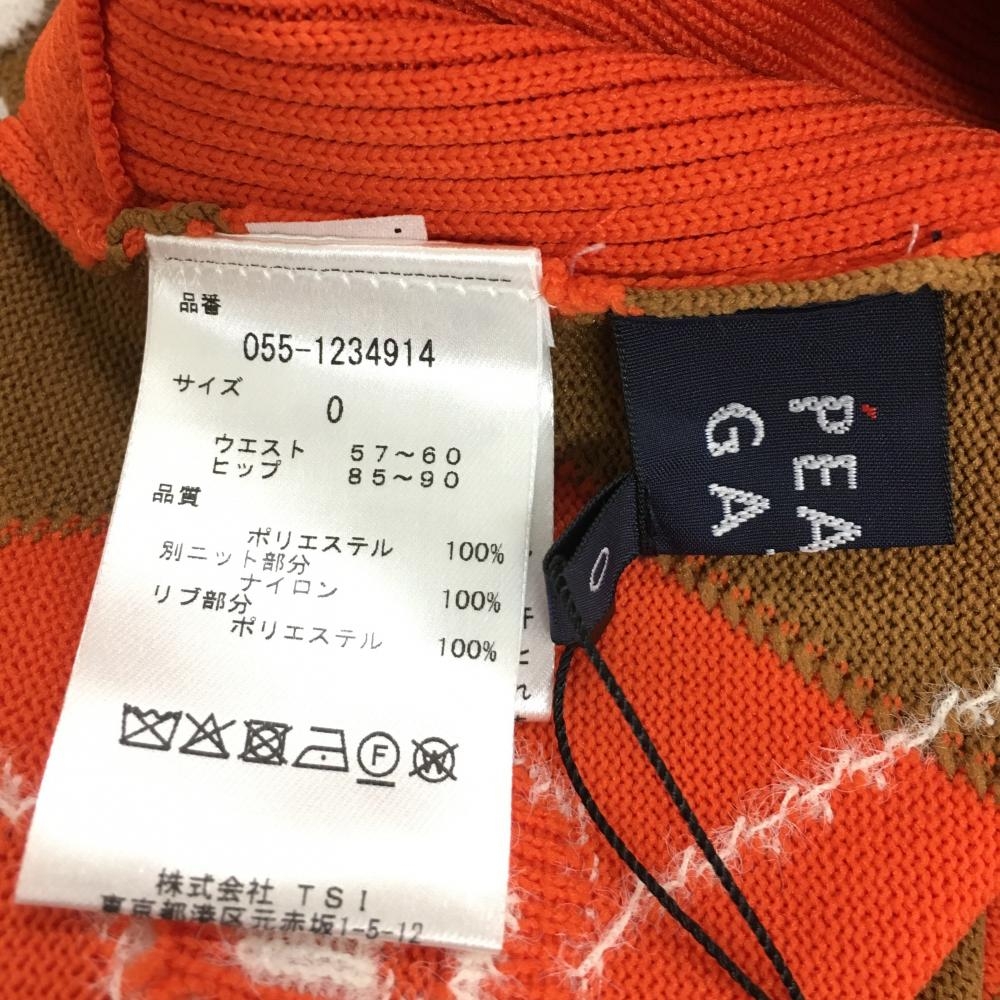 品番
055-1234914
サイズ
0
ウエスト 57～60
ヒップ 85～90
品質
ポリエステル 100%
別ニット部分
ナイロン 100%
リブ部分
ポリエステル 100%
F
W
株式会社 TSI
東京都港区元赤坂1-5-12
PEA
GA
0